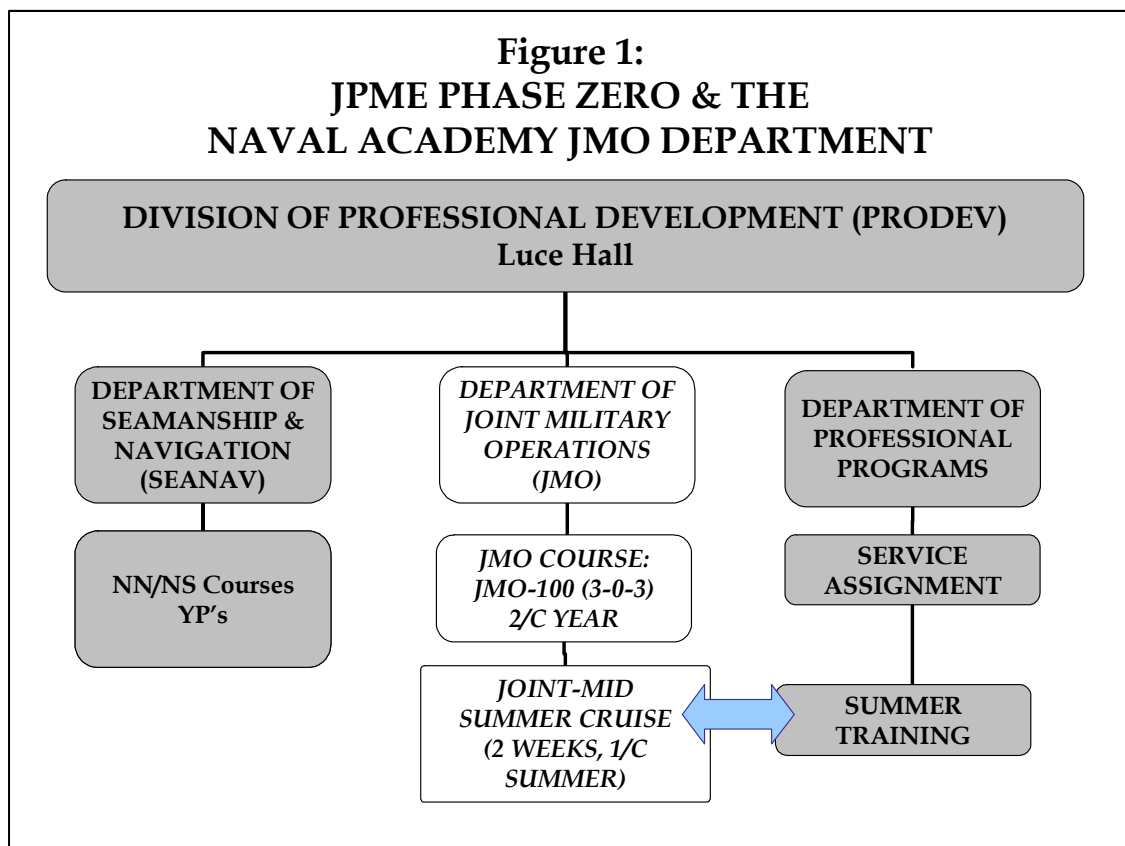 Figure 1:
JPME PHASE ZERO & THE
NAVAL ACADEMY JMO DEPARTMENT
DIVISION OF PROFESSIONAL DEVELOPMENT (PRODEV)
Luce Hall
DEPARTMENT OF
SEAMANSHIP &
NAVIGATION
(SEANAV)
DEPARTMENT OF
JOINT MILITARY
OPERATIONS
(JMO)
DEPARTMENT OF
PROFESSIONAL
PROGRAMS
NN/NS Courses
YP's
JMO COURSE:
JMO-100 (3-0-3)
2/C YEAR
SERVICE
ASSIGNMENT
JOINT-MID
SUMMER CRUISE
(2 WEEKS, 1/C
SUMMER)
SUMMER
TRAINING